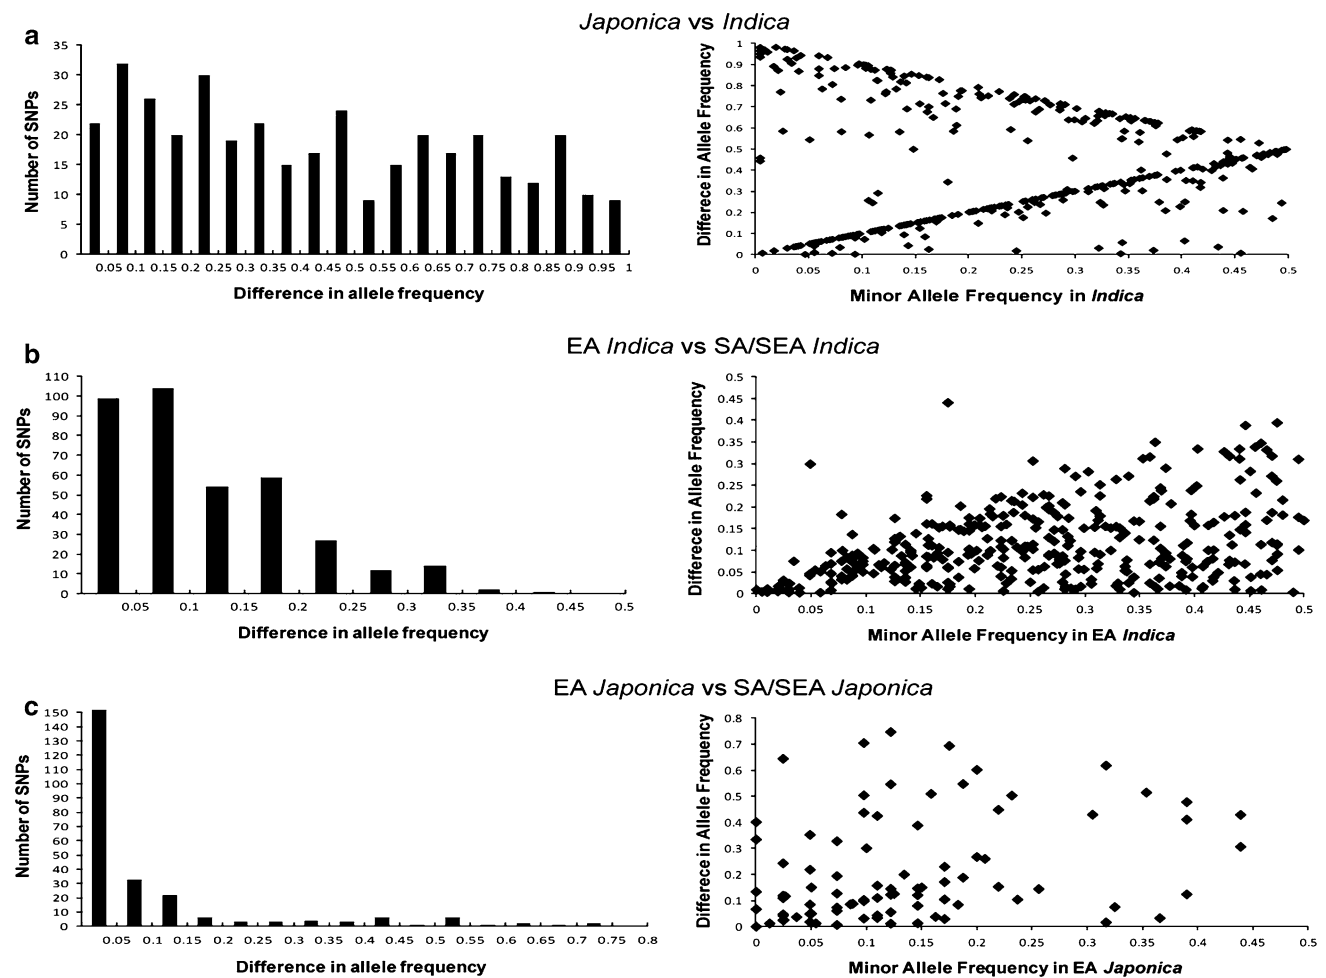 Japonica vs Indica
a
35
30
25
20
15
10
5
0
Number of SNPs
0.05 0.1 0.15 0.2 0.25 0.3 0.35 0.4 0.45 0.5 0.55 0.6 0.65 0.7 0.75 0.8 0.85 0.9 0.95 1
Difference in allele frequency
1
0.9
0.8
0.7
0.6
0.5
0.4
0.3
0.2
0.1
0
Differece in Allele Frequency
0 0.05 0.1 0.15 0.2 0.25 0.3 0.35 0.4 0.45 0.5
Minor Allele Frequency in Indica
EA Indica vs SA/SEA Indica
b
110
100
90
80
70
60
50
40
30
20
10
0
Number of SNPs
0.05 0.1 0.15 0.2 0.25 0.3 0.35 0.4 0.45 0.5
Difference in allele frequency
0.5
0.45
0.4
0.35
0.3
0.25
0.2
0.15
0.1
0.05
0
Differece in Allele Frequency
0 0.05 0.1 0.15 0.2 0.25 0.3 0.35 0.4 0.45 0.5
Minor Allele Frequency in EA Indica
EA Japonica vs SA/SEA Japonica
c
150
140
130
120
110
100
90
80
70
60
50
40
30
20
10
0
Number of SNPs
0.05 0.1 0.15 0.2 0.25 0.3 0.35 0.4 0.45 0.5 0.55 0.6 0.65 0.7 0.75 0.8
Difference in allele frequency
0.8
0.7
0.6
0.5
0.4
0.3
0.2
0.1
0
Differece in Allele Frequency
0 0.05 0.1 0.15 0.2 0.25 0.3 0.35 0.4 0.45 0.5
Minor Allele Frequency in EA Japonica